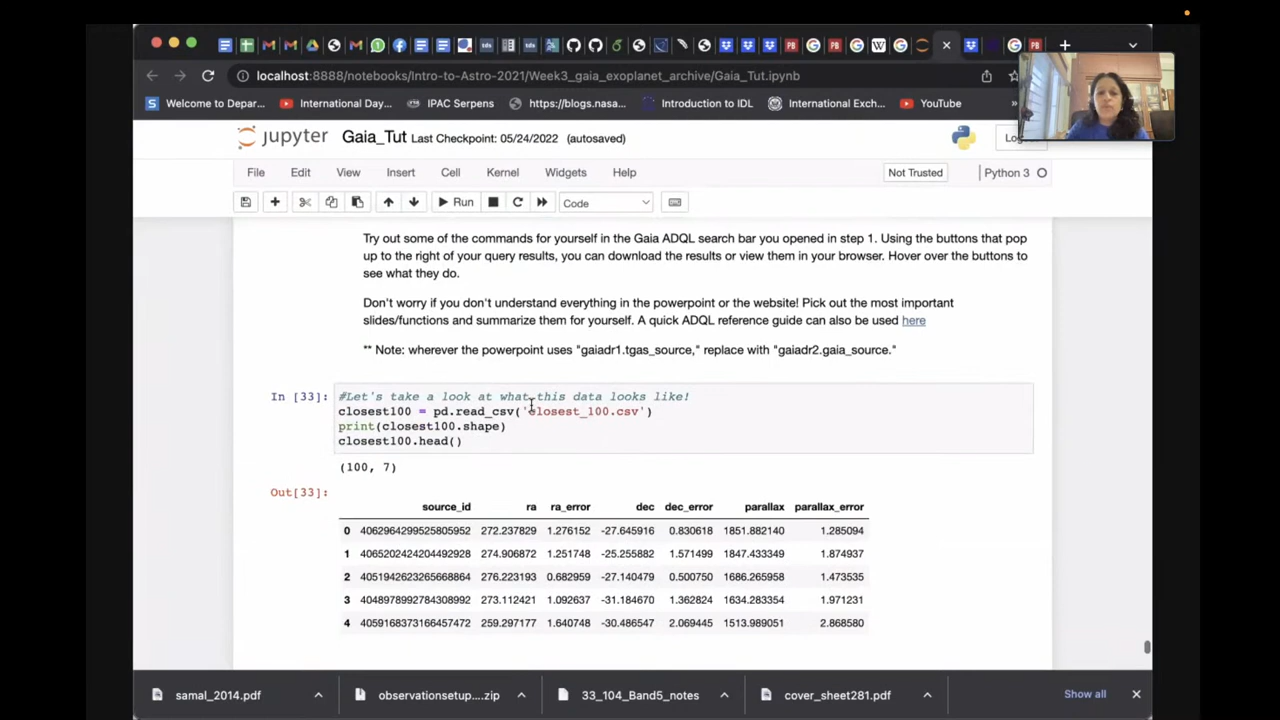 localhost:8888/notebooks/Intro-to-Astro-2021/Week3_gaia_exoplanet_archive/Gaia_Tut.ipynb
Welcome to Depar... International Day... IPAC Serpens https://blogs.nasa... Introduction to IDL International Exch... YouTube »
jupyter Gaia_Tut Last Checkpoint: 05/24/2022 (autosaved)
File Edit View Insert Cell Kernel Widgets Help Not Trusted Python 3
Run Code
Try out some of the commands for yourself in the Gaia ADQL search bar you opened in step 1. Using the buttons that pop
up to the right of your query results, you can download the results or view them in your browser. Hover over the buttons to
see what they do.
Don't worry if you don't understand everything in the powerpoint or the website! Pick out the most important
slides/functions and summarize them for yourself. A quick ADQL reference guide can also be used here
** Note: wherever the powerpoint uses "gaiadr1.tgas_source," replace with "gaiadr2.gaia_source."
In [33]: #Let's take a look at what this data looks like!
closest100 = pd.read_csv('closest_100.csv')
print(closest100.shape)
closest100.head()
(100, 7)
Out[33]:
source_id ra ra_error dec dec_error parallax parallax_error
0 4062964299525805952 272.237829 1.276152 -27.645916 0.830618 1851.882140 1.285094
1 4065202424204492928 274.906872 1.251748 -25.255882 1.571499 1847.433349 1.874937
2 4051942623265668864 276.223193 0.682959 -27.140479 0.500750 1686.265958 1.473535
3 4048978992784308992 273.112421 1.092637 -31.184670 1.362824 1634.283354 1.971231
4 4059168373166457472 259.297177 1.640748 -30.486547 2.069445 1513.989051 2.868580
samal_2014.pdf observationsetup....zip 33_104_Band5_notes cover_sheet281.pdf Show all